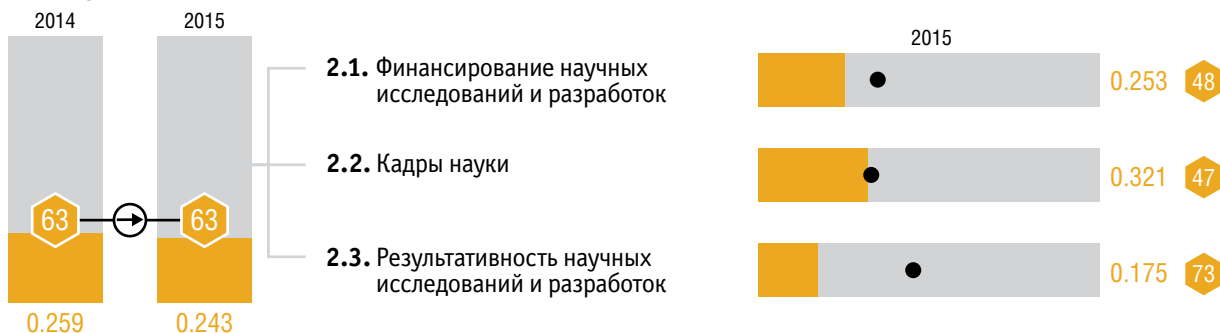 2014
2015
63
63
0.259
0.243
2.1. Финансирование научных
исследований и разработок
2.2. Кадры науки
2.3. Результативность научных
исследований и разработок
2015
0.253
48
0.321
47
0.175
73